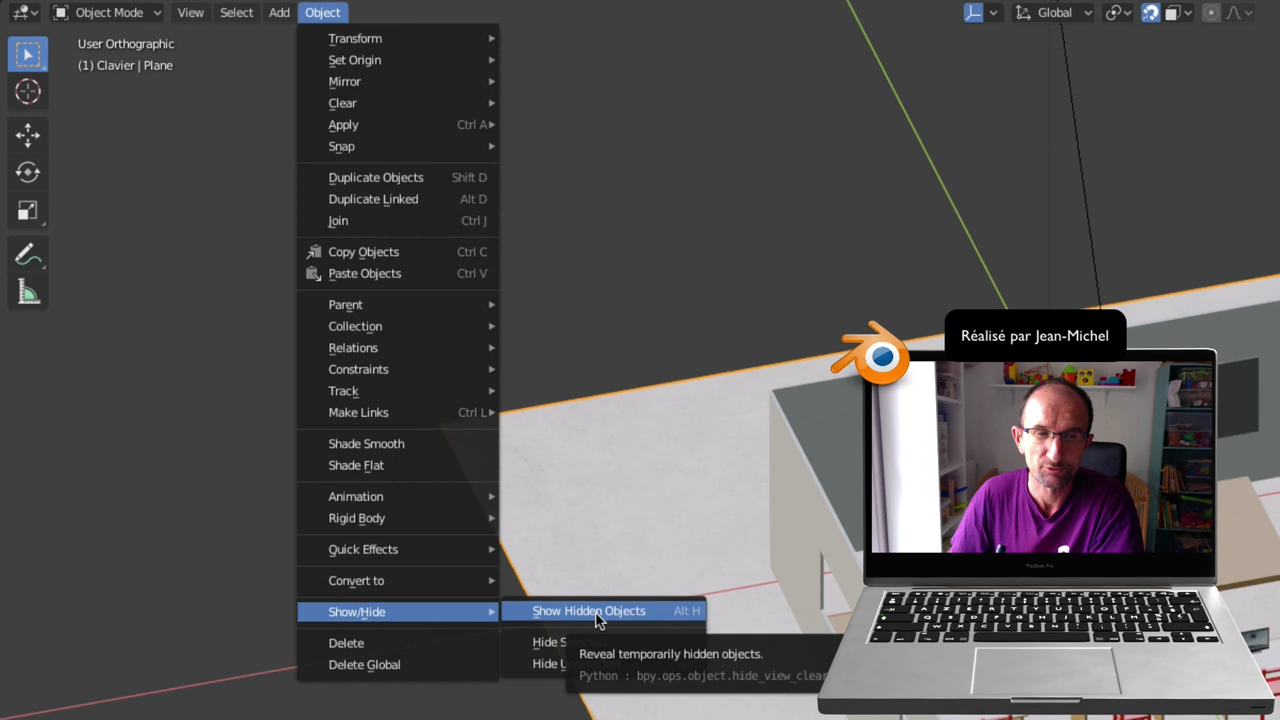 Object Mode View Select Add Object Global
User Orthographic
(1) Clavier | Plane
Transform
Set Origin
Mirror
Clear
Apply Ctrl A
Snap
Duplicate Objects Shift D
Duplicate Linked Alt D
Join Ctrl J
Copy Objects Ctrl C
Paste Objects Ctrl V
Parent
Collection
Relations
Constraints
Track
Make Links Ctrl L
Shade Smooth
Shade Flat
Animation
Rigid Body
Quick Effects
Convert to
Show/Hide
Delete
Delete Global
Show Hidden Objects Alt H
Hide S
Hide U
Reveal temporarily hidden objects.
Python : bpy.ops.object.hide_view_clear
Réalisé par Jean-Michel
MacBook Pro